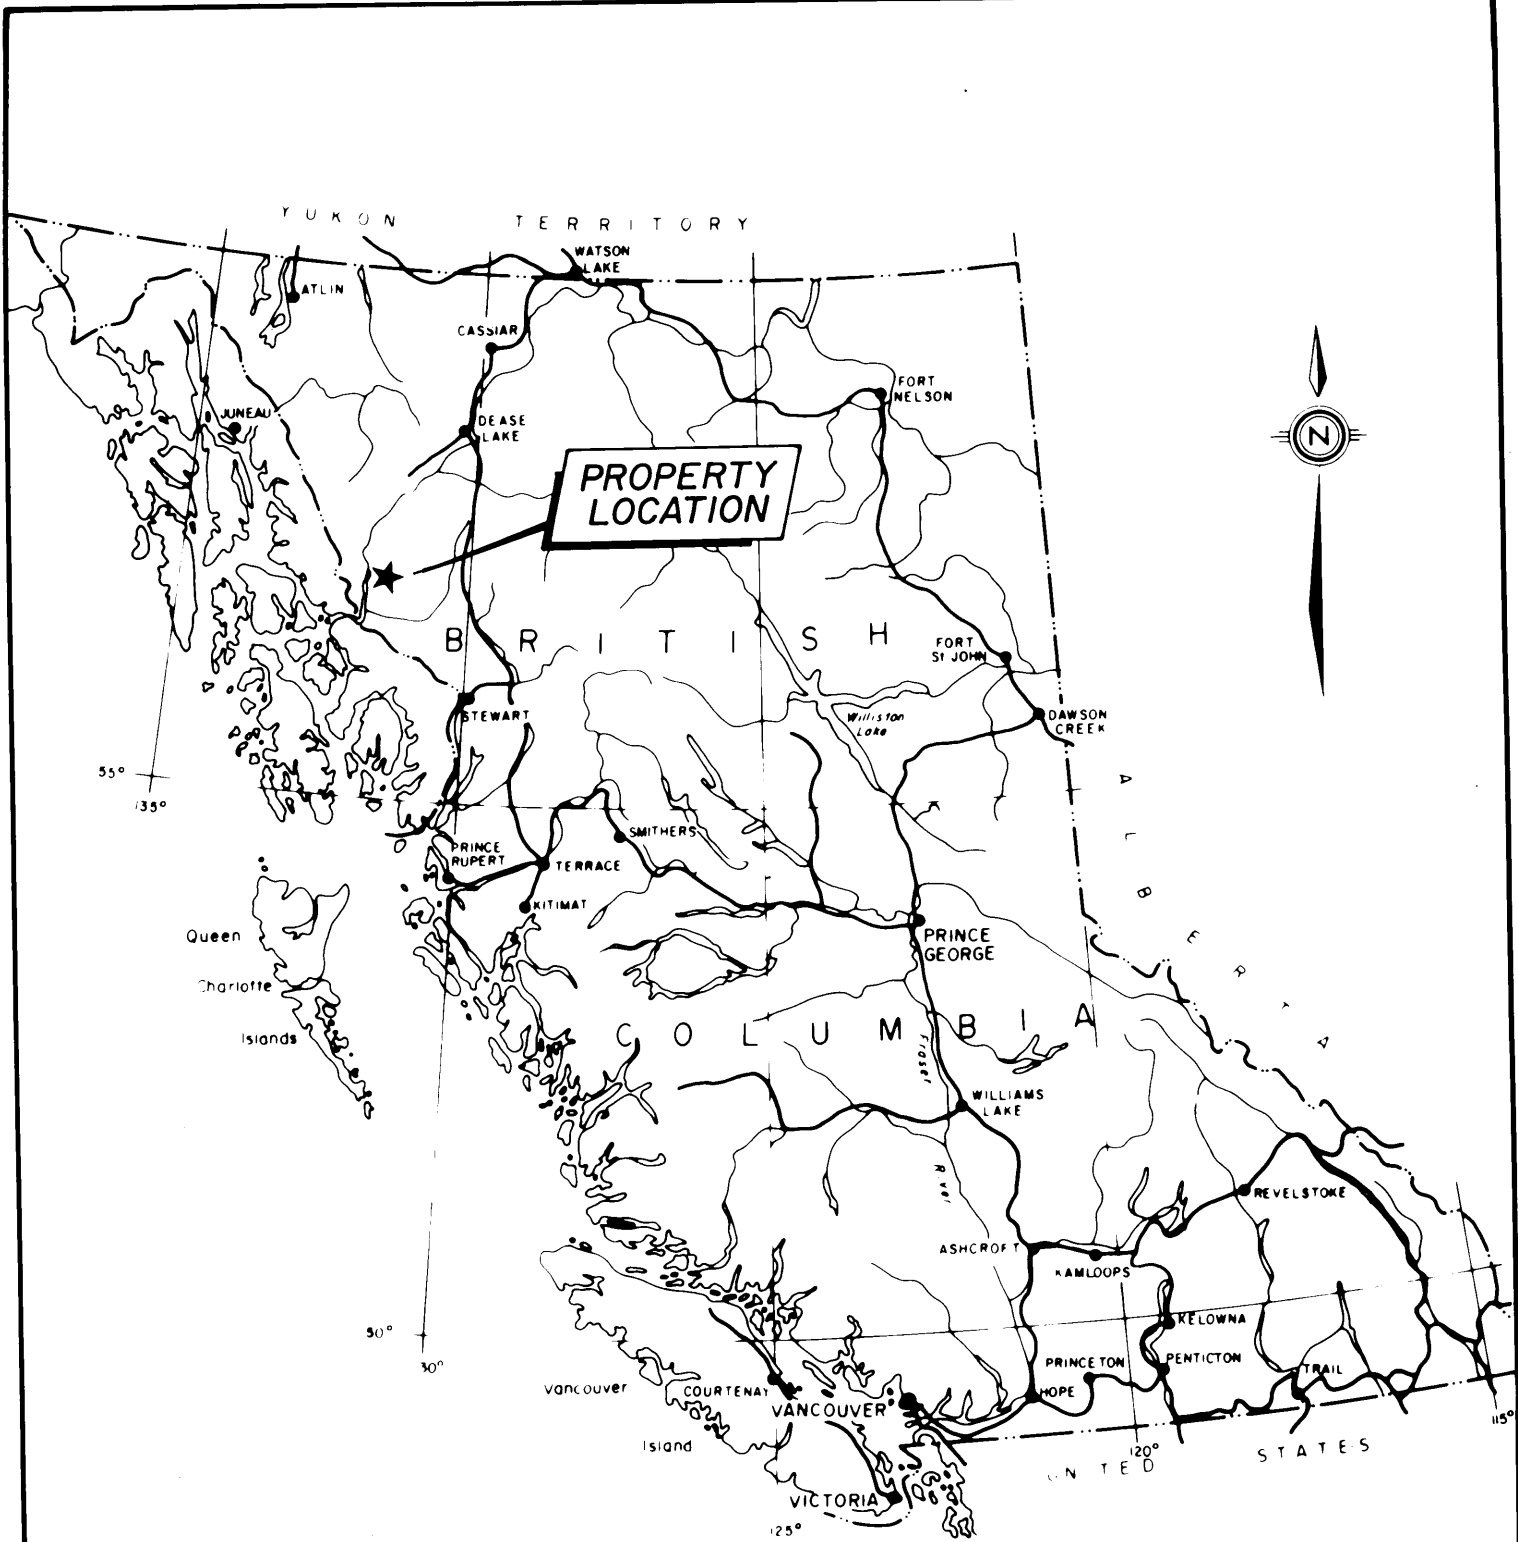 YUKON TERRITORY
WATSON
LAKE
ATLIN
CASSIAR
FORT
NELSON
JUNEAU
DEASE
LAKE
PROPERTY
LOCATION
N
BRITISH
FORT
St JOHN
STEWART
Williston
Lake
DAWSON
CREEK
55°
135°
ALBERTA
SMITHERS
PRINCE
RUPERT
TERRACE
KITIMAT
Queen
Charlotte
Islands
PRINCE
GEORGE
COLUMBIA
Fraser
River
WILLIAMS
LAKE
REVELSTOKE
ASHCROFT
KAMLOOPS
50°
30°
KELOWNA
PRINCETON
PENTICTON
TRAIL
HOPE
Vancouver
Island
COURTENAY
VANCOUVER
115°
120°
UNITED STATES
VICTORIA
125°